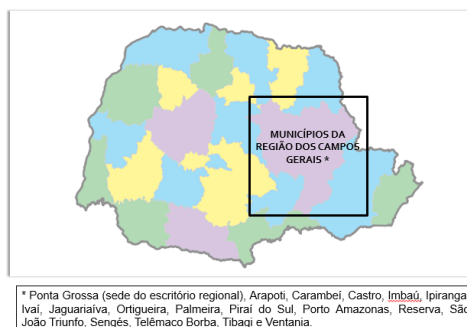 MUNICÍPIOS DA
REGIÃO DOS CAMPOS
GERAIS *
* Ponta Grossa (sede do escritório regional), Arapoti, Carambeí, Castro, Imbaú, Ipiranga
Ivaí, Jaguariaíva, Ortigueira, Palmeira, Piraí do Sul, Porto Amazonas, Reserva, Sã
João Triunfo, Sengés, Telêmaco Borba, Tibagi e Ventania.